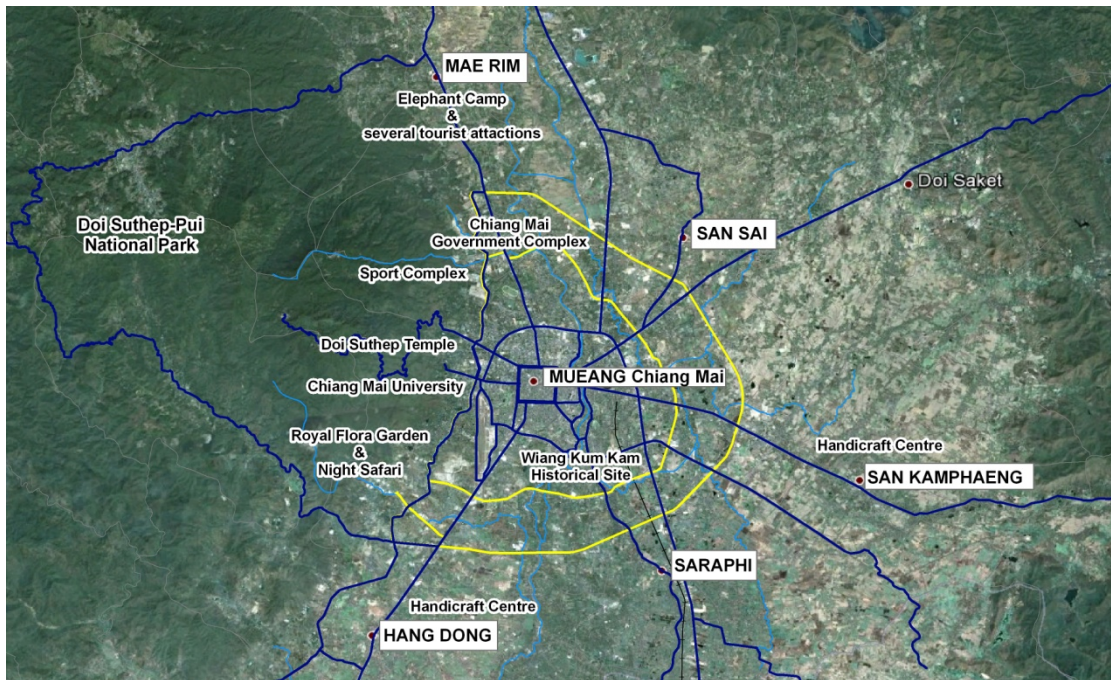 MAE RIM
Elephant Camp
&
several tourist attactions
Doi Saket
Doi Suthep-Pui
National Park
Chiang Mai
Government Complex
SAN SAI
Sport Complex
Doi Suthep Temple
MUEANG Chiang Mai
Chiang Mai University
Royal Flora Garden
&
Night Safari
Wiang Kum Kam
Historical Site
Handicraft Centre
SAN KAMPHAENG
SARAPHI
Handicraft Centre
HANG DONG